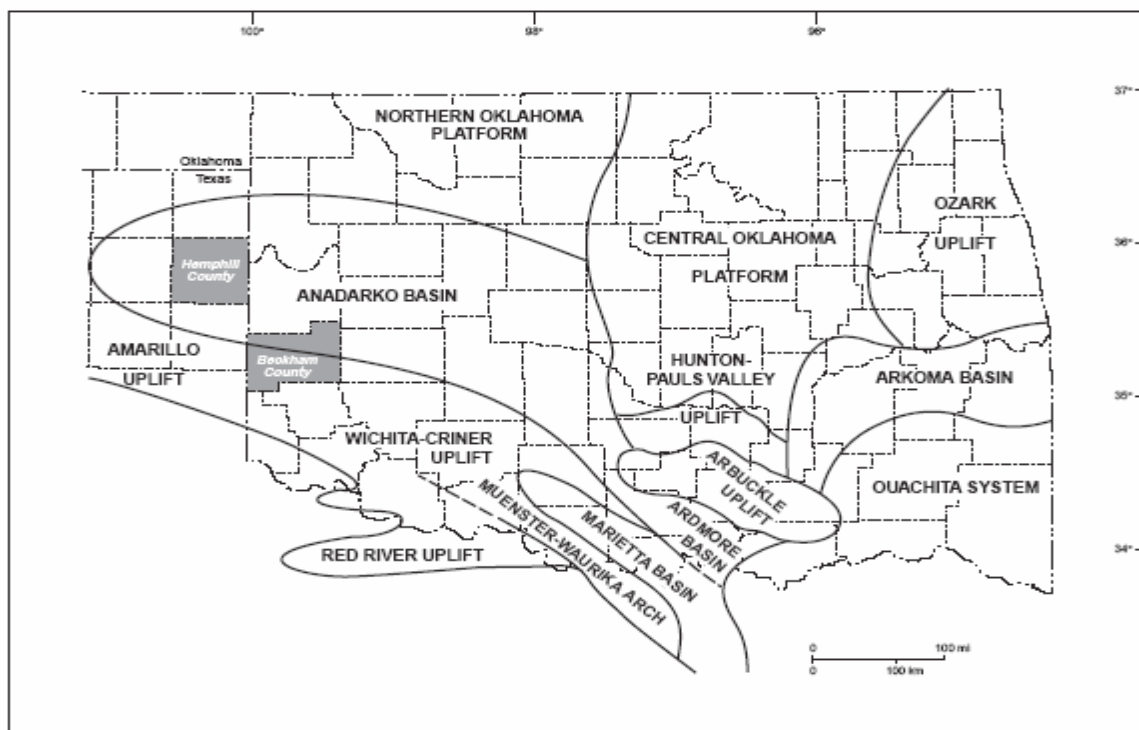 100°
98°
96°
37°
NORTHERN OKLAHOMA
PLATFORM
Oklahoma
Texas
OZARK
UPLIFT
36°
CENTRAL OKLAHOMA
PLATFORM
Hemphill
County
ANADARKO BASIN
AMARILLO
UPLIFT
Beckham
County
HUNTON-
PAULS VALLEY
UPLIFT
ARKOMA BASIN
35°
WICHITA-CRINER
UPLIFT
ARBUCKLE
UPLIFT
OUACHITA SYSTEM
MUENSTER-WAURIKA ARCH
MARIETTA BASIN
ARDMORE
BASIN
34°
RED RIVER UPLIFT
0 100 mi
0 100 km